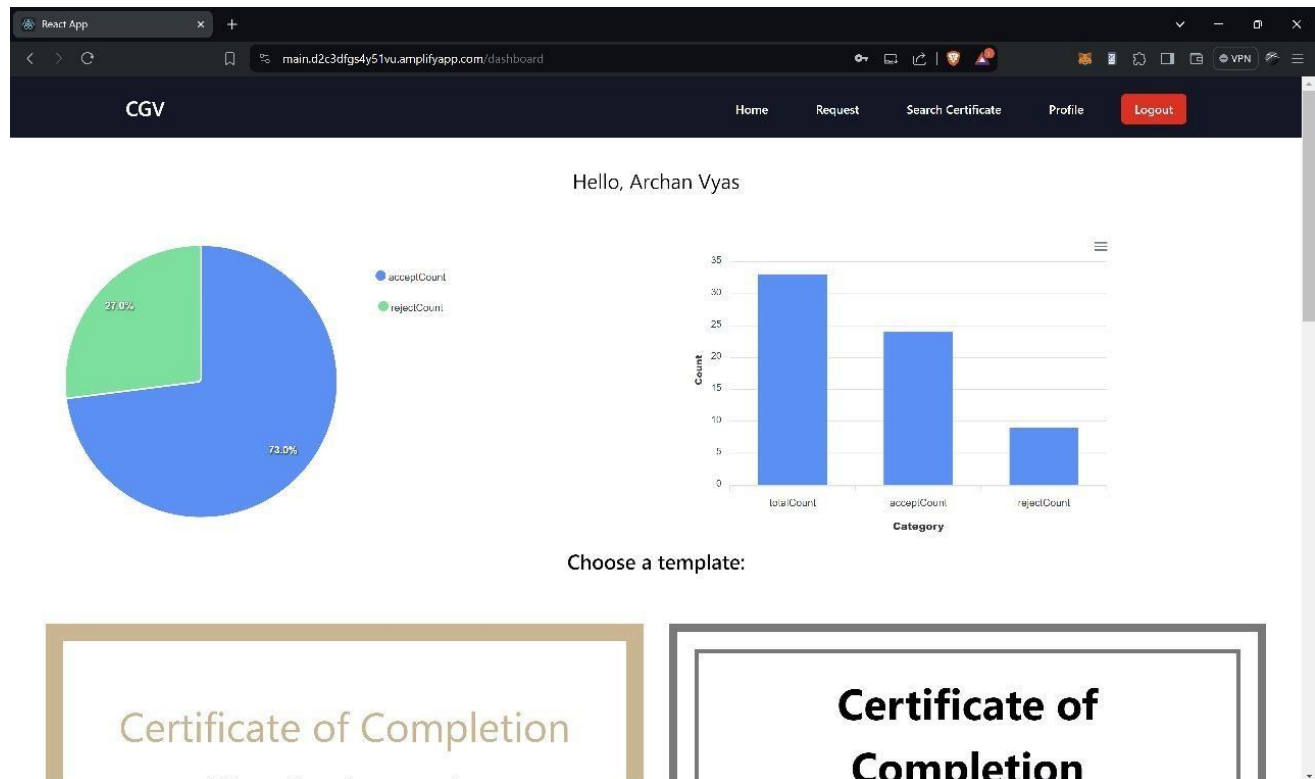 React App
main.d2c3dfgs4y51vu.amplifyapp.com/dashboard
VPN
CGV
Home Request Search Certificate Profile Logout
Hello, Archan Vyas
27.0%
73.0%
acceptCount
rejectCount
35
30
25
20
15
10
5
0
Count
totalCount acceptCount rejectCount
Category
Choose a template:
Certificate of Completion
Certificate of
Completion